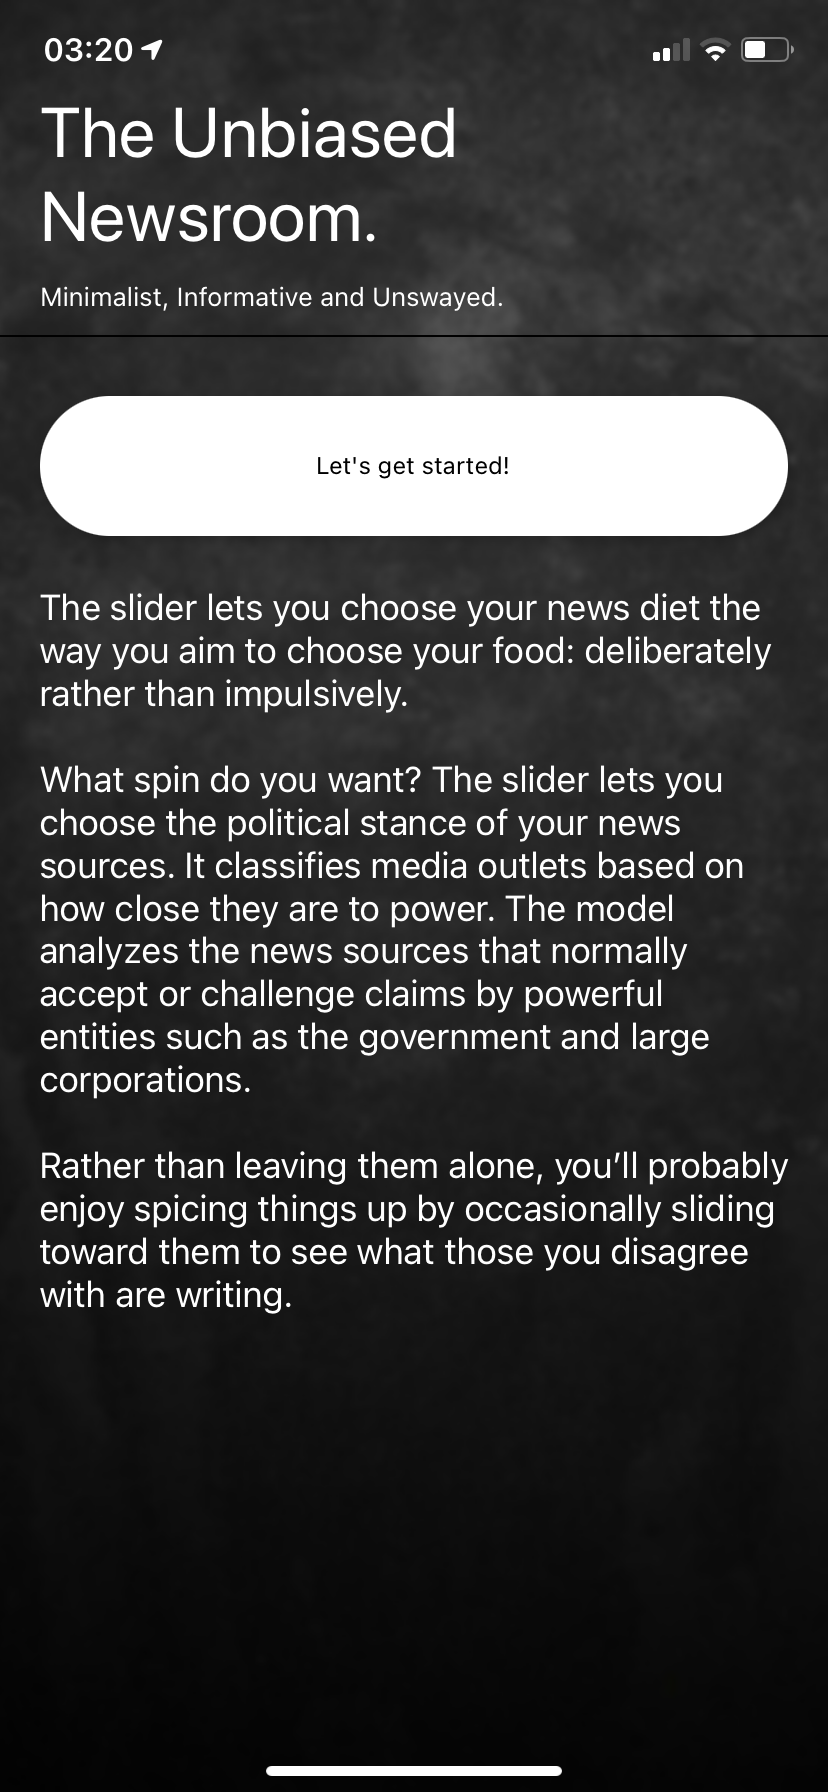 03:20
The Unbiased
Newsroom.
Minimalist, Informative and Unswayed.
Let's get started!
The slider lets you choose your news diet the
way you aim to choose your food: deliberately
rather than impulsively.
What spin do you want? The slider lets you
choose the political stance of your news
sources. It classifies media outlets based on
how close they are to power. The model
analyzes the news sources that normally
accept or challenge claims by powerful
entities such as the government and large
corporations.
Rather than leaving them alone, you’ll probably
enjoy spicing things up by occasionally sliding
toward them to see what those you disagree
with are writing.